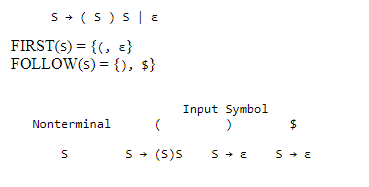 S → ( S ) S | ε
FIRST(s) = {(, ε}
FOLLOW(s) = {), $}
Input Symbol
Nonterminal ( ) $
S S → (S)S S → ε S → ε